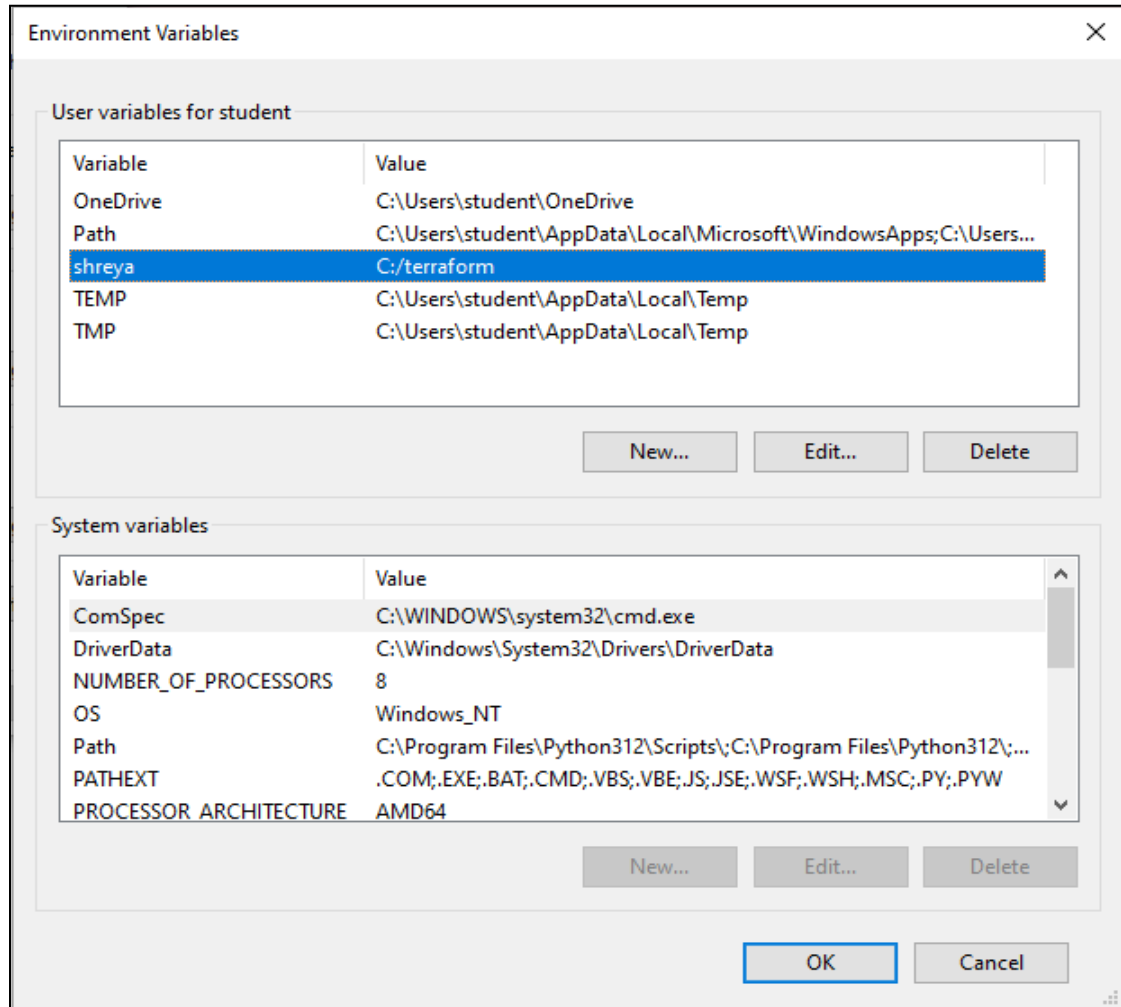 Environment Variables
User variables for student
Variable Value
OneDrive C:\Users\student\OneDrive
Path C:\Users\student\AppData\Local\Microsoft\WindowsApps;C:\Users...
shreya C:/terraform
TEMP C:\Users\student\AppData\Local\Temp
TMP C:\Users\student\AppData\Local\Temp
New... Edit... Delete
System variables
Variable Value
ComSpec C:\WINDOWS\system32\cmd.exe
DriverData C:\Windows\System32\Drivers\DriverData
NUMBER_OF_PROCESSORS 8
OS Windows_NT
Path C:\Program Files\Python312\Scripts\;C:\Program Files\Python312\;...
PATHEXT .COM;.EXE;.BAT;.CMD;.VBS;.VBE;.JS;.JSE;.WSF;.WSH;.MSC;.PY;.PYW
PROCESSOR_ARCHITECTURE AMD64
New... Edit... Delete
OK Cancel